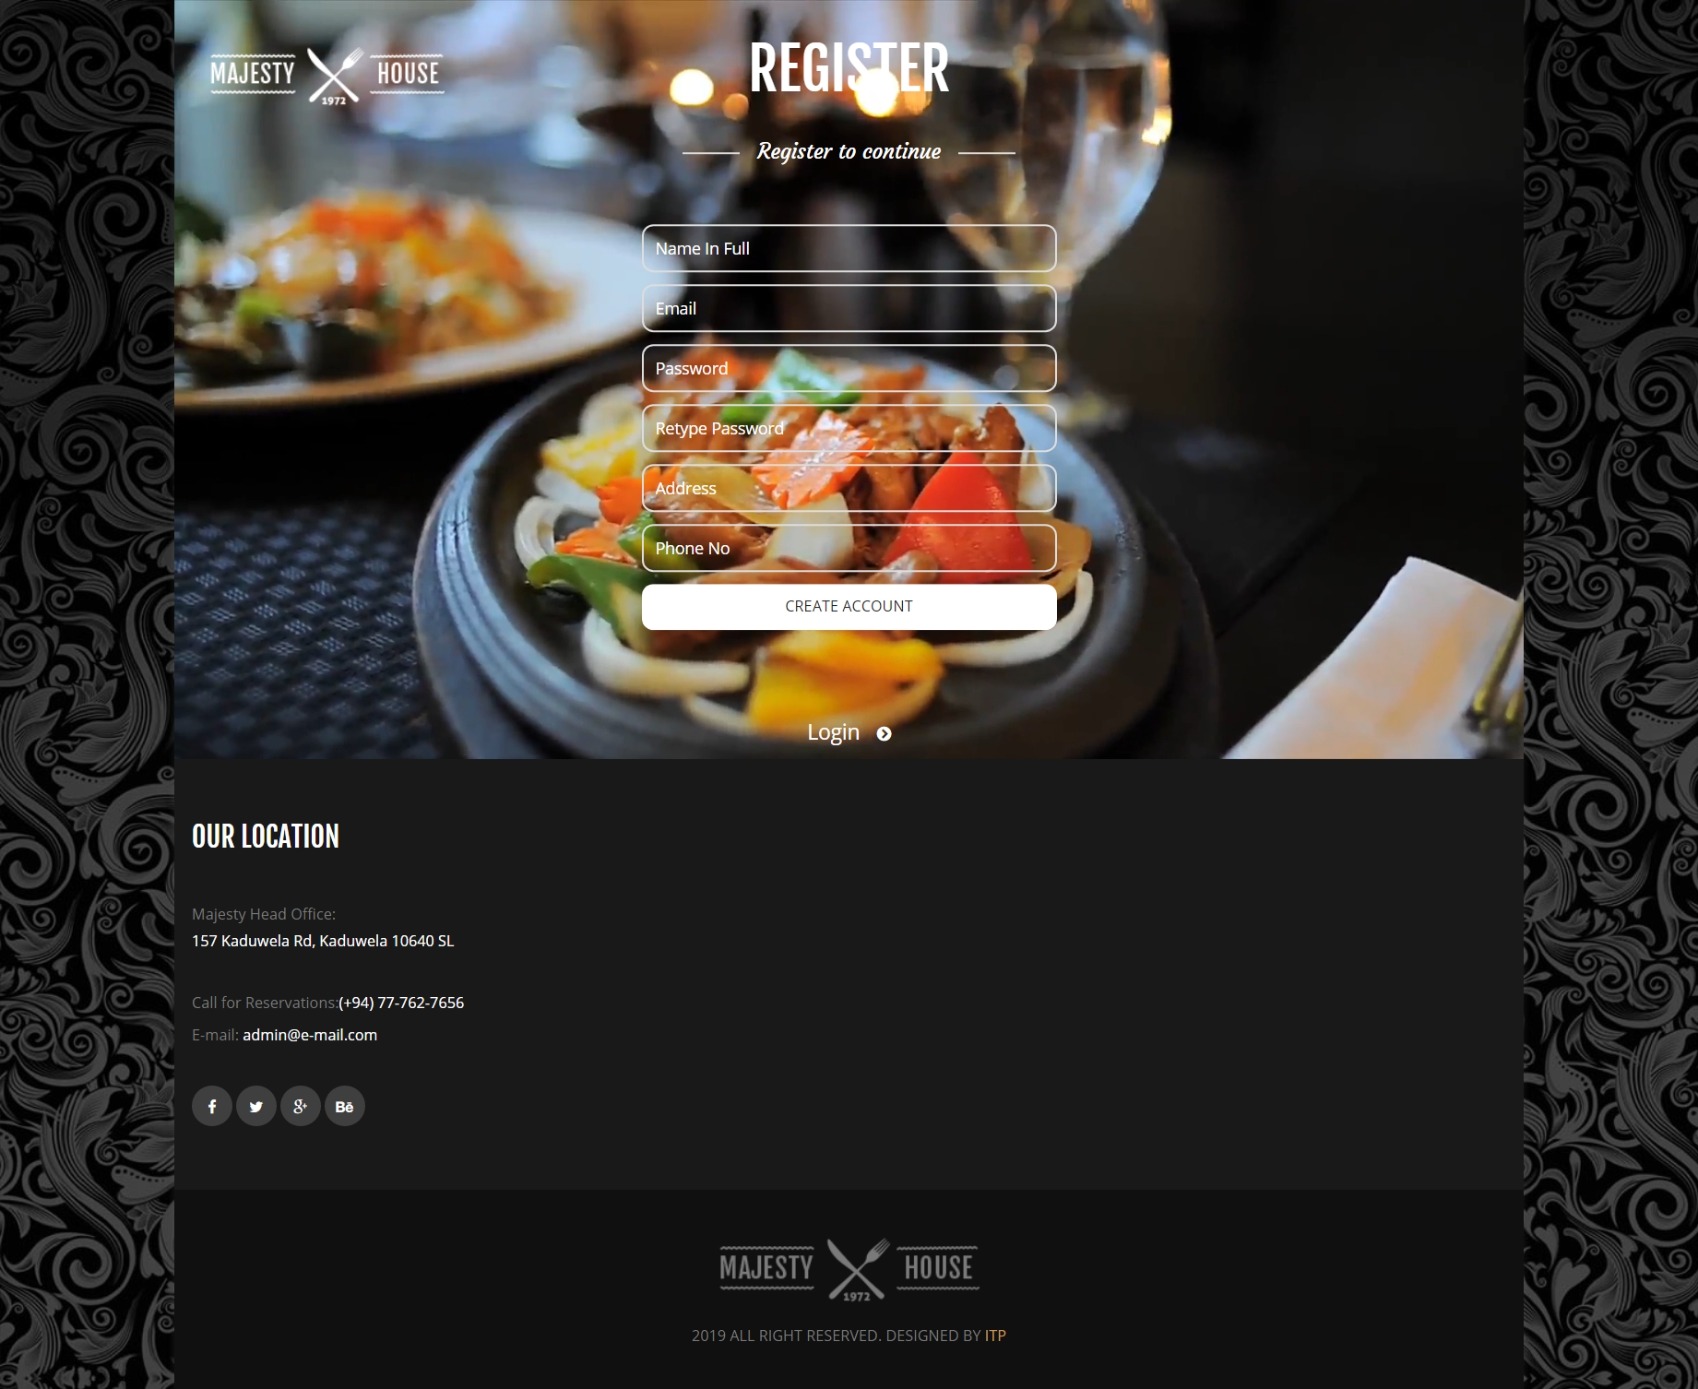 MAJESTY HOUSE
1972
REGISTER
Register to continue
Name In Full
Email
Password
Retype Password
Address
Phone No
CREATE ACCOUNT
Login
OUR LOCATION
Majesty Head Office:
157 Kaduwela Rd, Kaduwela 10640 SL
Call for Reservations:(+94) 77-762-7656
E-mail: admin@e-mail.com
f g+ Bē
MAJESTY HOUSE
1972
2019 ALL RIGHT RESERVED. DESIGNED BY ITP